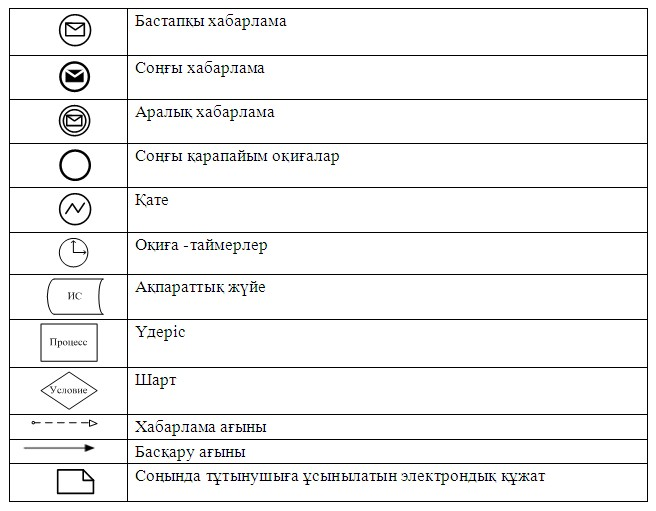 Бастапқы хабарлама
Соңғы хабарлама
Аралық хабарлама
Соңғы қарапайым оқиғалар
Қате
Оқиға -таймерлер
ИС
Ақпараттық жүйе
Процесс
Үдеріс
Условие
Шарт
Хабарлама ағыны
Басқару ағыны
Соңында тұтынушыға ұсынылатын электрондық құжат